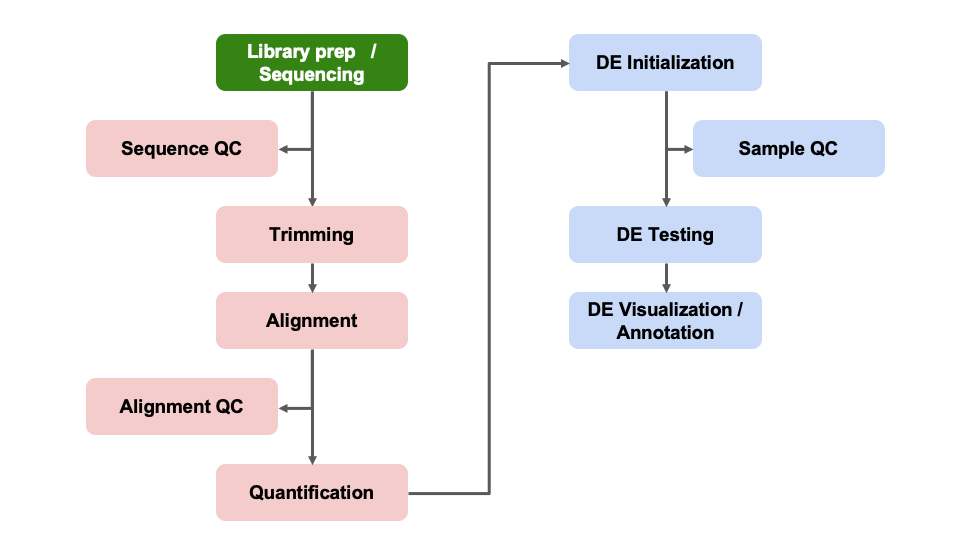 Library prep /
Sequencing
Sequence QC
Trimming
Alignment
Alignment QC
Quantification
DE Initialization
Sample QC
DE Testing
DE Visualization /
Annotation